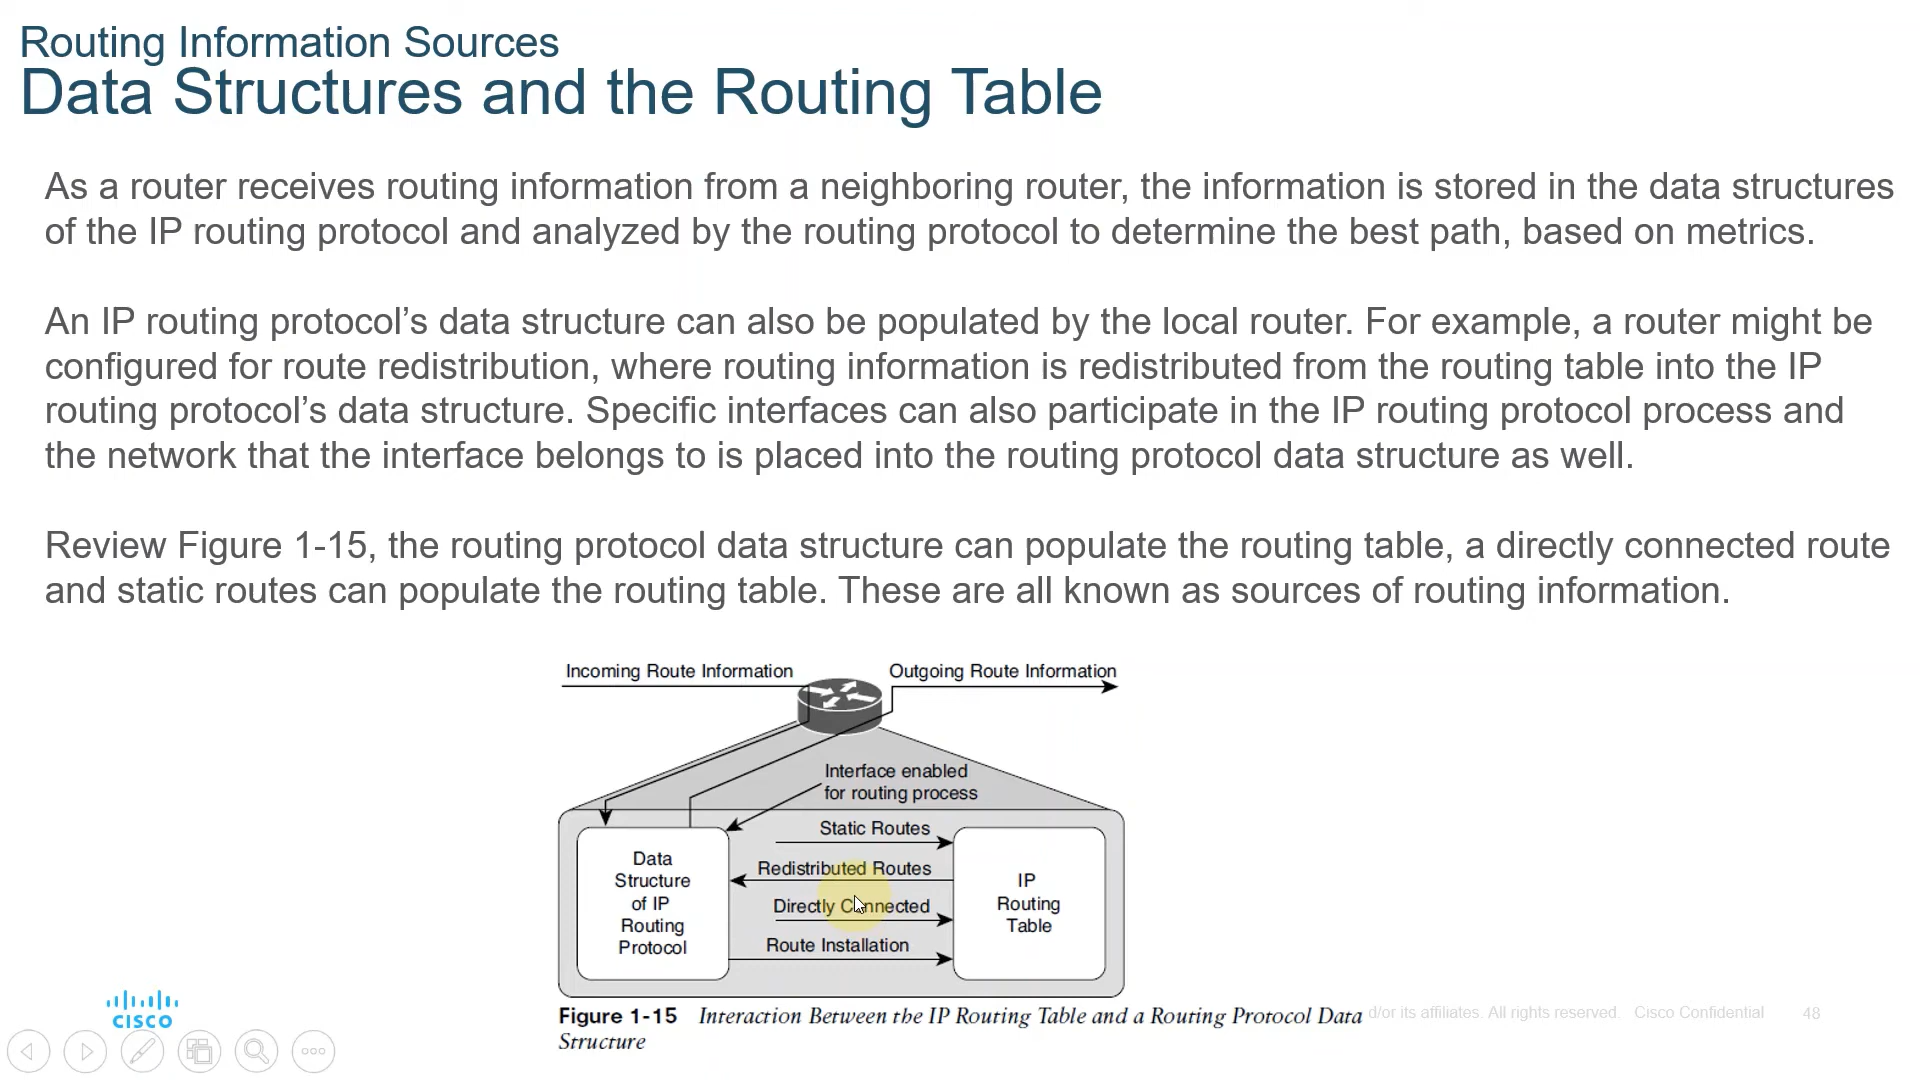 Routing Information Sources
Data Structures and the Routing Table
As a router receives routing information from a neighboring router, the information is stored in the data structures
of the IP routing protocol and analyzed by the routing protocol to determine the best path, based on metrics.
An IP routing protocol’s data structure can also be populated by the local router. For example, a router might be
configured for route redistribution, where routing information is redistributed from the routing table into the IP
routing protocol’s data structure. Specific interfaces can also participate in the IP routing protocol process and
the network that the interface belongs to is placed into the routing protocol data structure as well.
Review Figure 1-15, the routing protocol data structure can populate the routing table, a directly connected route
and static routes can populate the routing table. These are all known as sources of routing information.
Incoming Route Information
Outgoing Route Information
Interface enabled
for routing process
Static Routes
Redistributed Routes
Directly Connected
Route Installation
Data
Structure
of IP
Routing
Protocol
IP
Routing
Table
Figure 1-15 Interaction Between the IP Routing Table and a Routing Protocol Data
Structure
CISCO
d/or its affiliates. All rights reserved. Cisco Confidential
48